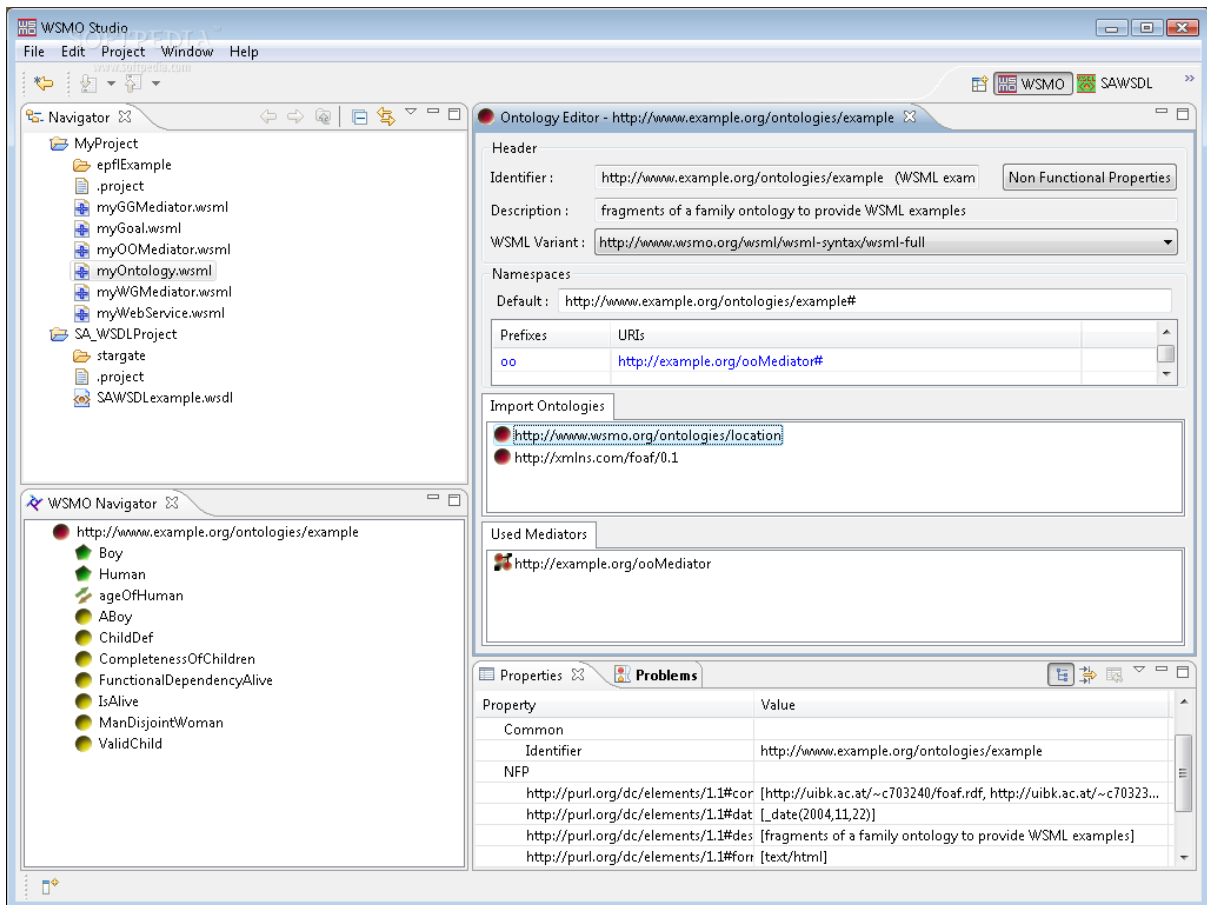 WSMO Studio
SOFTPEDIA
www.softpedia.com
File Edit Project Window Help
WSMO SAWSDL
Navigator
MyProject
epflExample
.project
myGGMediator.wsml
myGoal.wsml
myOOMediator.wsml
myOntology.wsml
myWGMediator.wsml
myWebService.wsml
SA_WSDLProject
stargate
.project
SAWSDLexample.wsdl
WSMO Navigator
http://www.example.org/ontologies/example
Boy
Human
ageOfHuman
ABoy
ChildDef
CompletenessOfChildren
FunctionalDependencyAlive
IsAlive
ManDisjointWoman
ValidChild
Ontology Editor - http://www.example.org/ontologies/example
Header
Identifier : http://www.example.org/ontologies/example (WSML exam Non Functional Properties
Description : fragments of a family ontology to provide WSML examples
WSML Variant : http://www.wsmo.org/wsml/wsml-syntax/wsml-full
Namespaces
Default : http://www.example.org/ontologies/example#
Prefixes URIs
oo http://example.org/ooMediator#
Import Ontologies
http://www.wsmo.org/ontologies/location
http://xmlns.com/foaf/0.1
Used Mediators
http://example.org/ooMediator
Properties Problems
Property Value
Common
Identifier http://www.example.org/ontologies/example
NFP
http://purl.org/dc/elements/1.1#cor [http://uibk.ac.at/~c703240/foaf.rdf, http://uibk.ac.at/~c70323...
http://purl.org/dc/elements/1.1#dat [_date(2004,11,22)]
http://purl.org/dc/elements/1.1#des [fragments of a family ontology to provide WSML examples]
http://purl.org/dc/elements/1.1#forr [text/html]